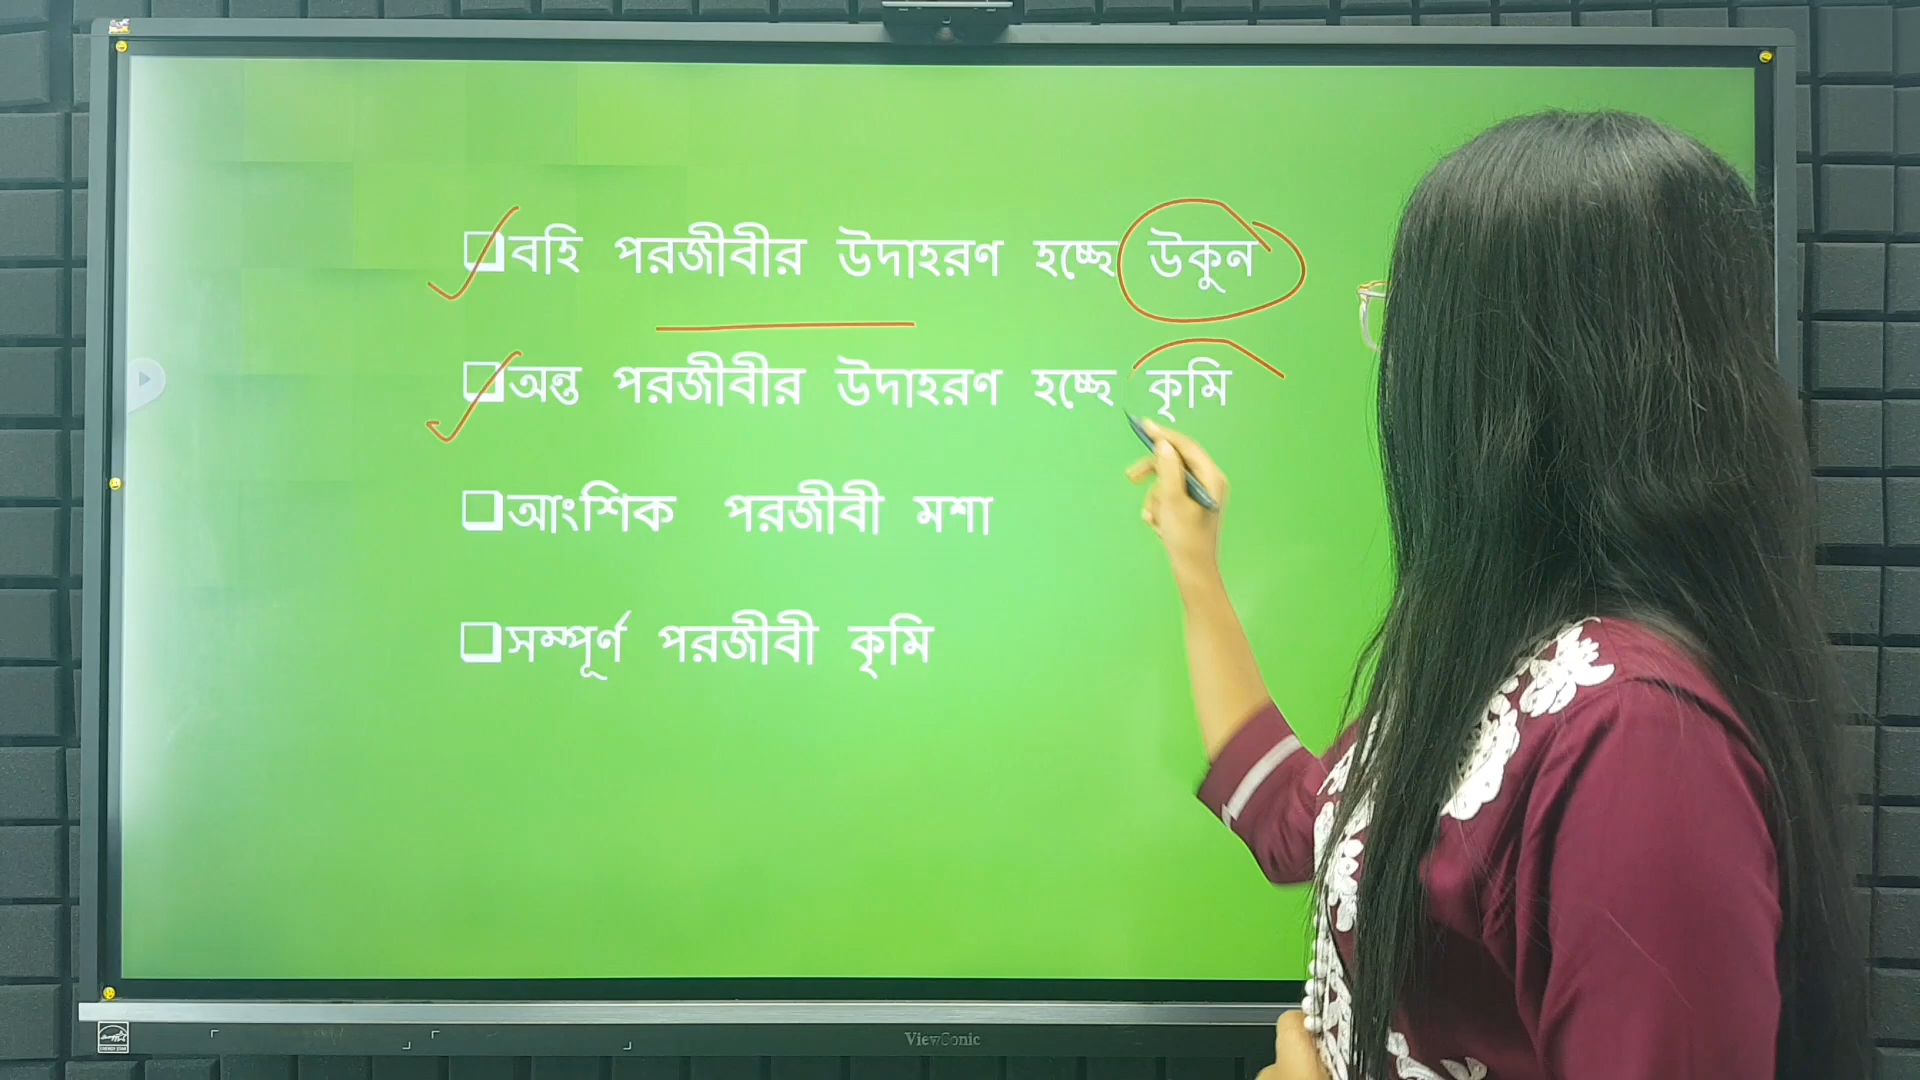 বহি পরজীবীর উদাহরণ হচ্ছে উকুন
অন্ত পরজীবীর উদাহরণ হচ্ছে কৃমি
আংশিক পরজীবী মশা
সম্পূর্ণ পরজীবী কৃমি
ViewSonic